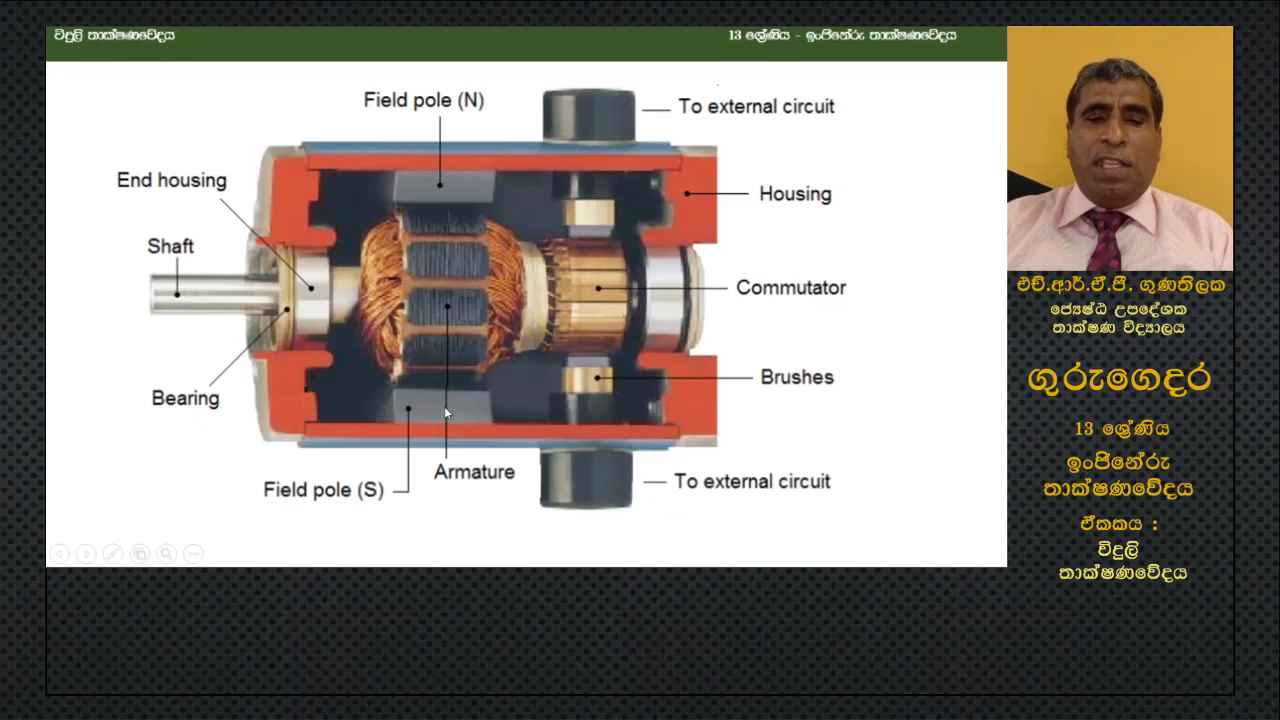 විදුලි තාක්ෂණවේදය
13 ශ්‍රේණිය - ඉංජිනේරු තාක්ෂණවේදය
Field pole (N)
To external circuit
End housing
Housing
Shaft
Commutator
Bearing
Brushes
Armature
Field pole (S)
To external circuit
එච්.ආර්.ඒ.පී. ගුණතිලක
ජ්‍යෙෂ්ඨ උපදේශක
තාක්ෂණ විද්‍යාලය
ගුරුගෙදර
13 ශ්‍රේණිය
ඉංජිනේරු
තාක්ෂණවේදය
ඒකකය :
විදුලි
තාක්ෂණවේදය